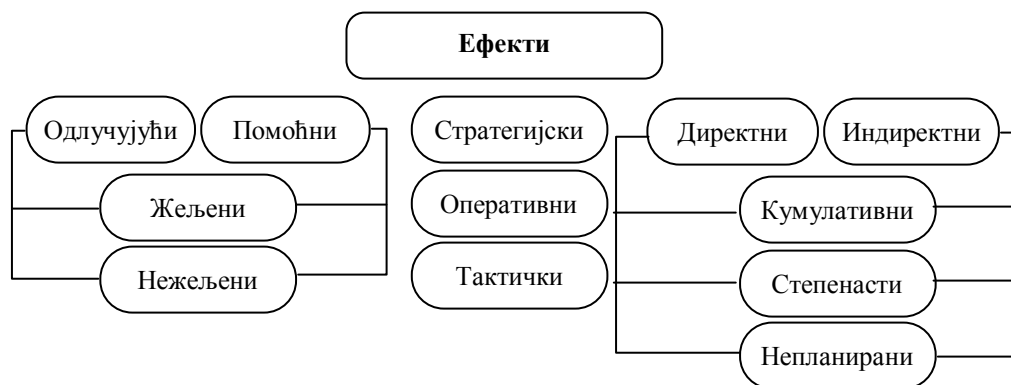 Ефекти
Одлучујући Помоћни Стратегијски Директни Индиректни
Жељени Оперативни Кумулативни
Нежељени Тактички Степенасти
Непланирани